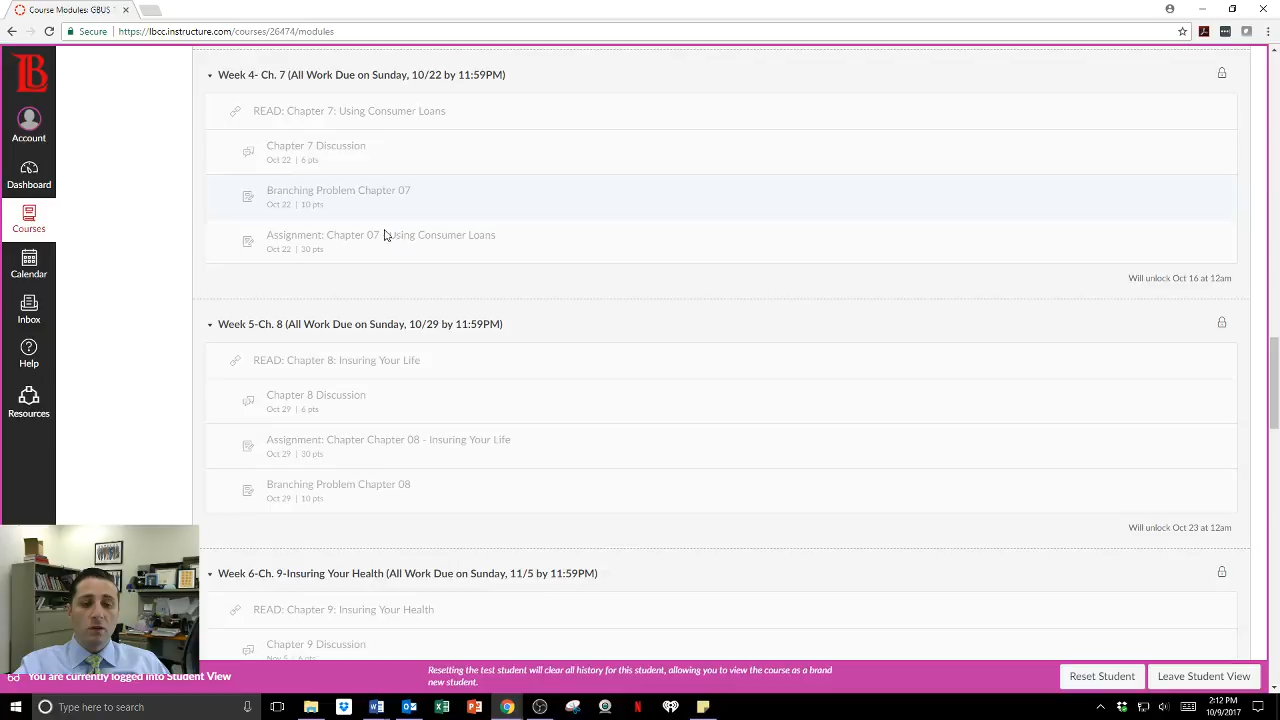 Course Modules: GBUS
Secure
https://lbcc.instructure.com/courses/26474/modules
LB
Account
Dashboard
Courses
Calendar
Inbox
Help
Resources
Week 4- Ch. 7 (All Work Due on Sunday, 10/22 by 11:59PM)
READ: Chapter 7: Using Consumer Loans
Chapter 7 Discussion
Oct 22 | 6 pts
Branching Problem Chapter 07
Oct 22 | 10 pts
Assignment: Chapter 07 Using Consumer Loans
Oct 22 | 30 pts
Will unlock Oct 16 at 12am
Week 5-Ch. 8 (All Work Due on Sunday, 10/29 by 11:59PM)
READ: Chapter 8: Insuring Your Life
Chapter 8 Discussion
Oct 29 | 6 pts
Assignment: Chapter Chapter 08 - Insuring Your Life
Oct 29 | 30 pts
Branching Problem Chapter 08
Oct 29 | 10 pts
Will unlock Oct 23 at 12am
Week 6-Ch. 9-Insuring Your Health (All Work Due on Sunday, 11/5 by 11:59PM)
READ: Chapter 9: Insuring Your Health
Chapter 9 Discussion
Nov 5 | 6 pts
You are currently logged into Student View
Resetting the test student will clear all history for this student, allowing you to view the course as a brand
new student.
Reset Student
Leave Student View
Type here to search
2:12 PM
10/9/2017